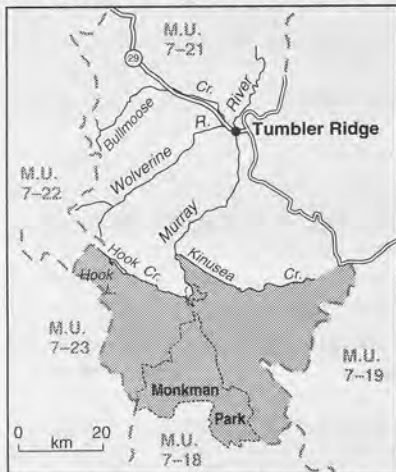 M.U.
7–21
29
Cr.
River
Bullmoose
R.
Tumbler Ridge
M.U.
7–22
Wolverine
Murray
Hook Cr.
Kinusea
Cr.
Hook
M.U.
7–23
M.U.
7–19
Monkman
Park
0 20
km
M.U.
7–18